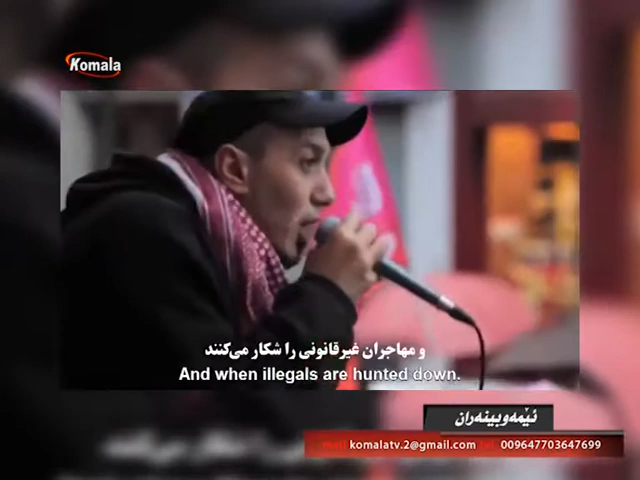 Komala
و مهاجران غیرقانونی را شکار می‌کنند
And when illegals are hunted down.
ئێمەوبینەران
komalatv.2@gmail.com
009647703647699